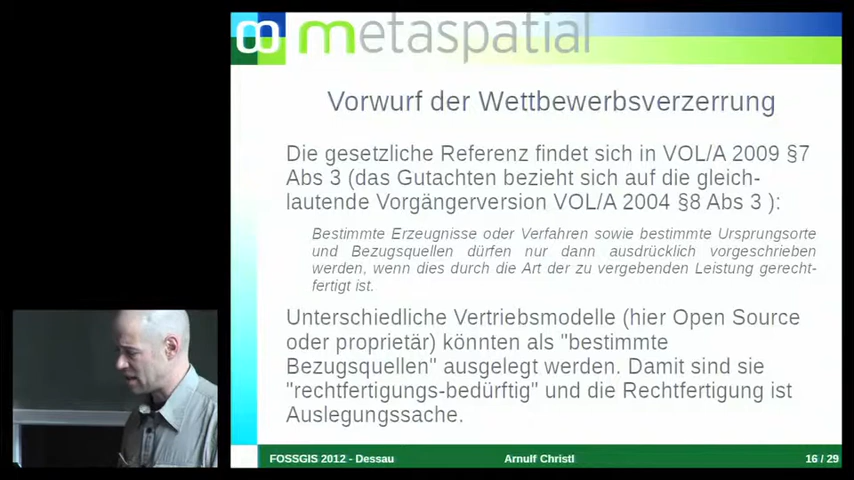 metaspatial
Vorwurf der Wettbewerbsverzerrung
Die gesetzliche Referenz findet sich in VOL/A 2009 §7
Abs 3 (das Gutachten bezieht sich auf die gleich-
lautende Vorgängerversion VOL/A 2004 §8 Abs 3 ):
Bestimmte Erzeugnisse oder Verfahren sowie bestimmte Ursprungsorte
und Bezugsquellen dürfen nur dann ausdrücklich vorgeschrieben
werden, wenn dies durch die Art der zu vergebenden Leistung gerecht-
fertigt ist.
Unterschiedliche Vertriebsmodelle (hier Open Source
oder proprietär) könnten als "bestimmte
Bezugsquellen" ausgelegt werden. Damit sind sie
"rechtfertigungs-bedürftig" und die Rechtfertigung ist
Auslegungssache.
FOSSGIS 2012 - Dessau Arnulf Christl 16 / 29